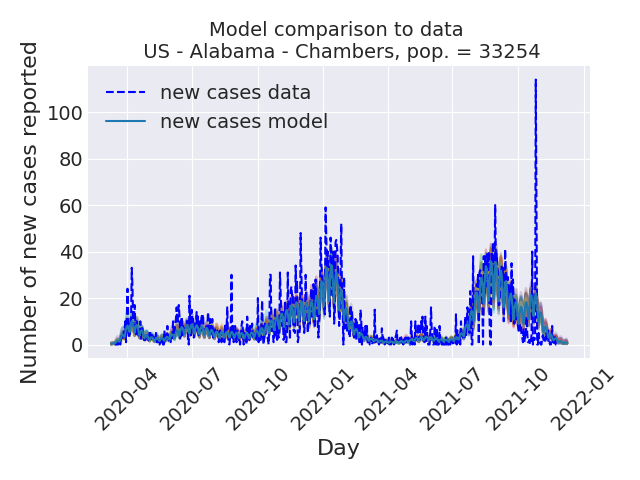 Model comparison to data
US - Alabama - Chambers, pop. = 33254
Number of new cases reported
new cases data
new cases model
100
80
60
40
20
0
2020-04
2020-07
2020-10
2021-01
2021-04
2021-07
2021-10
2022-01
Day